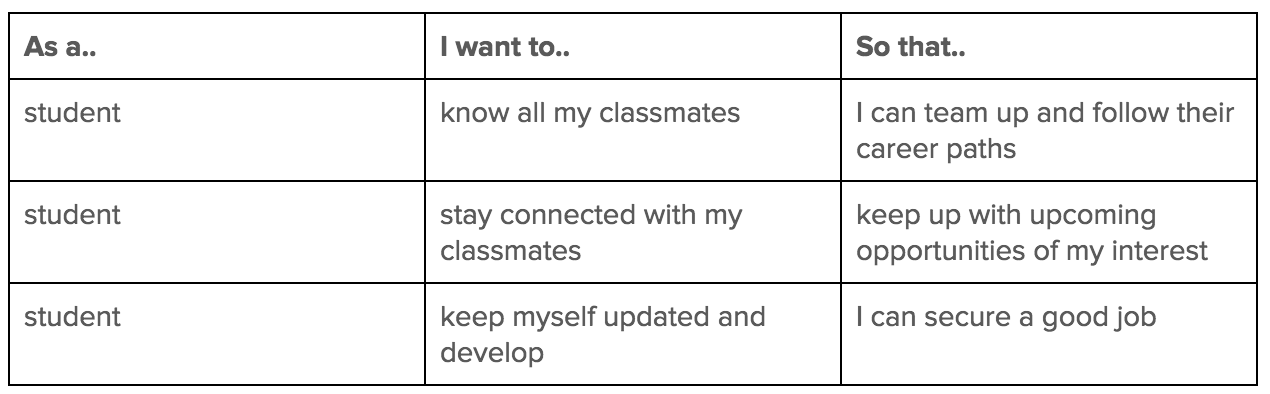 As a..
I want to..
So that..
student
know all my classmates
I can team up and follow their
career paths
student
stay connected with my
classmates
keep up with upcoming
opportunities of my interest
student
keep myself updated and
develop
I can secure a good job